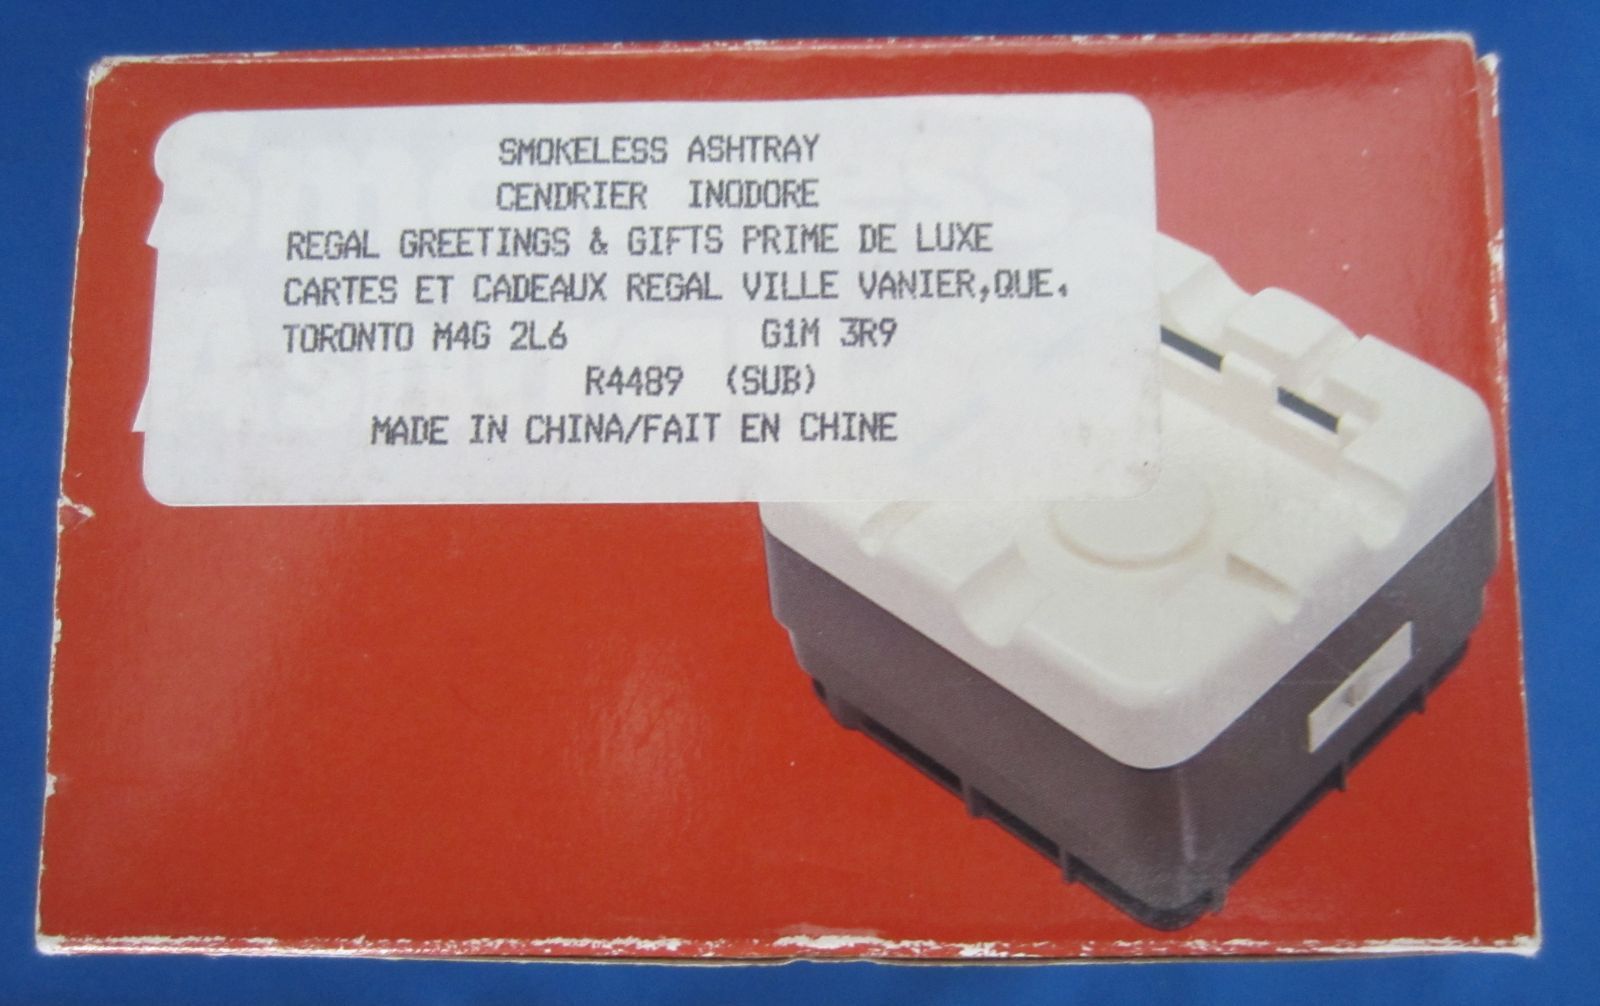 SMOKELESS ASHTRAY
CENDRIER INODORE
REGAL GREETINGS & GIFTS PRIME DE LUXE
CARTES ET CADEAUX REGAL VILLE VANIER,QUE.
TORONTO M4G 2L6 G1M 3R9
R4489 (SUB)
MADE IN CHINA/FAIT EN CHINE